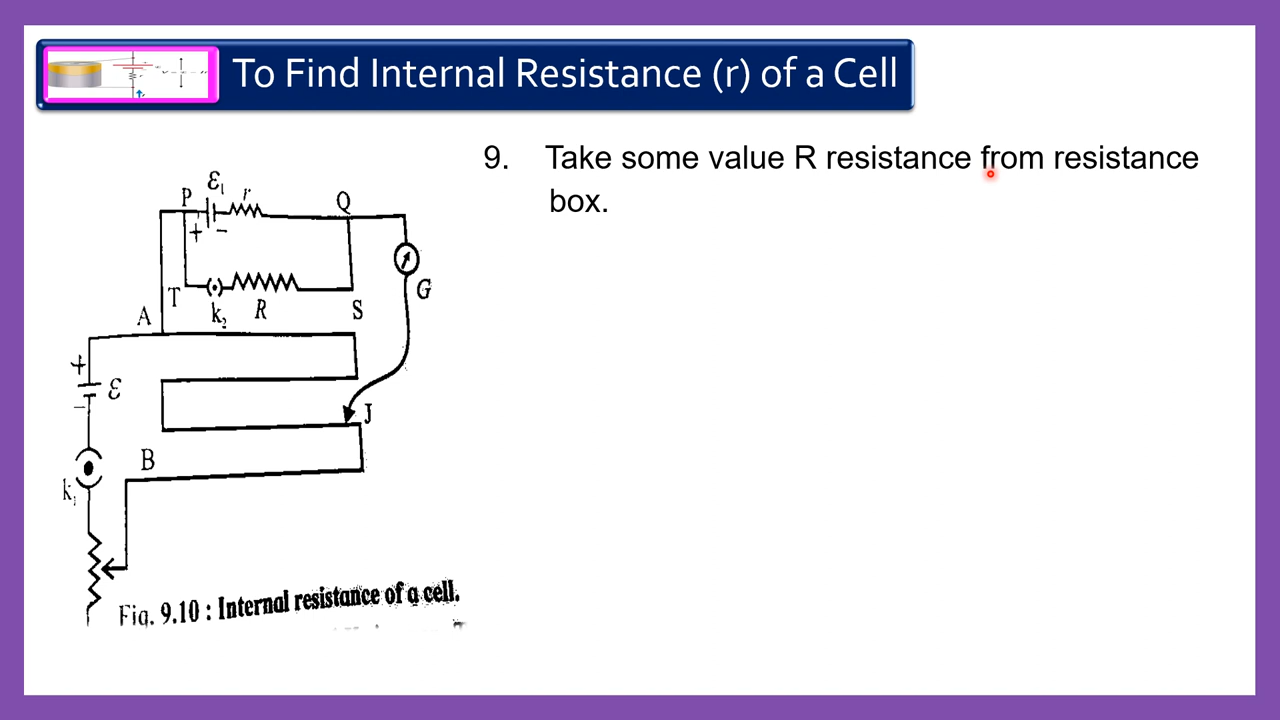 To Find Internal Resistance (r) of a Cell
9. Take some value R resistance from resistance
box.
P ℰ₁ r Q
+ −
G
T k₂ R S
A
+
ℰ
−
J
B
k₁
Fig. 9.10 : Internal resistance of a cell.